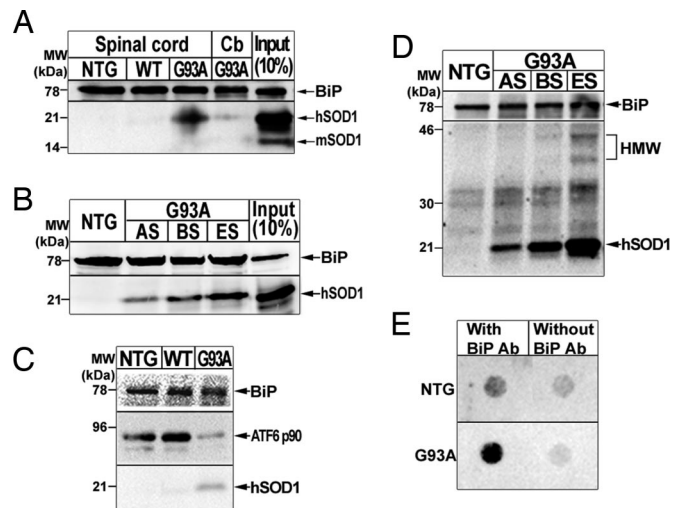 A
Spinal cord Cb Input
MW (kDa) NTG WT G93A G93A (10%)
78 BiP
21 hSOD1
14 mSOD1
B
G93A Input
MW (kDa) NTG AS BS ES (10%)
78 BiP
21 hSOD1
C
MW (kDa) NTG WT G93A
78 BiP
96 ATF6 p90
21 hSOD1
D
G93A
MW (kDa) NTG AS BS ES
78 BiP
46
HMW
30
21 hSOD1
E
With BiP Ab Without BiP Ab
NTG
G93A